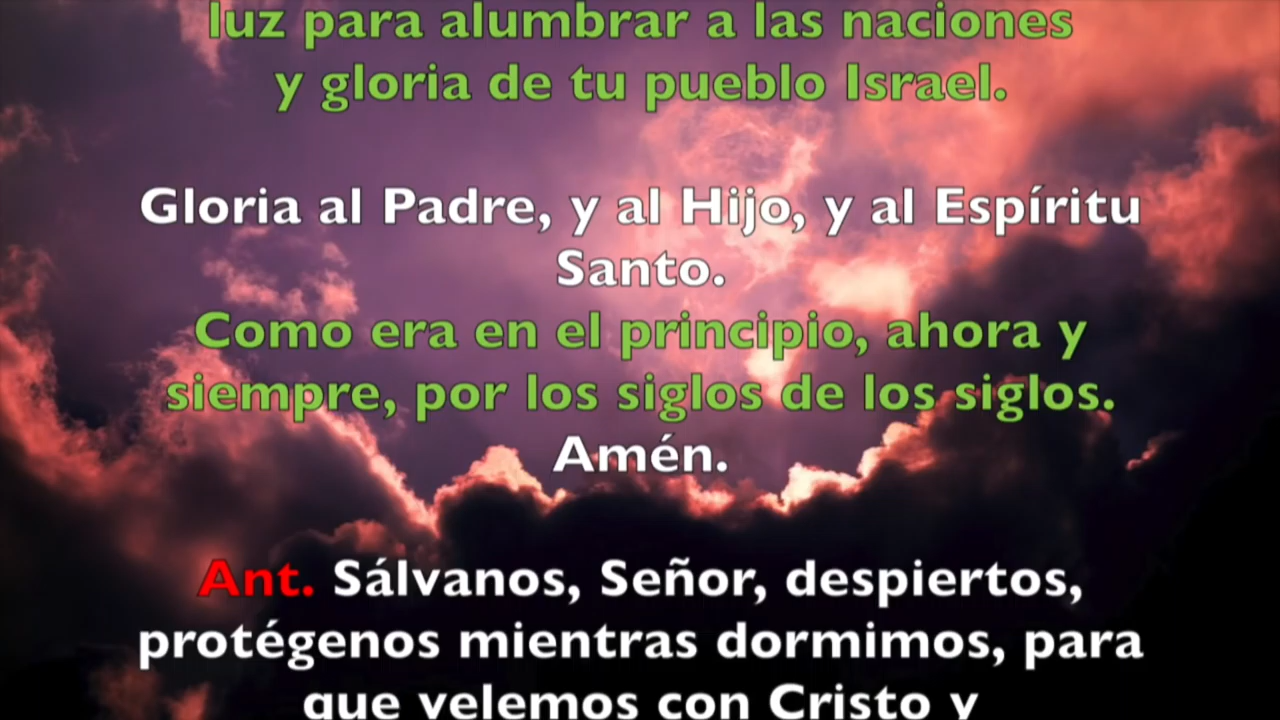 luz para alumbrar a las naciones
y gloria de tu pueblo Israel.
Gloria al Padre, y al Hijo, y al Espíritu
Santo.
Como era en el principio, ahora y
siempre, por los siglos de los siglos.
Amén.
Ant. Sálvanos, Señor, despiertos,
protégenos mientras dormimos, para
que velemos con Cristo y